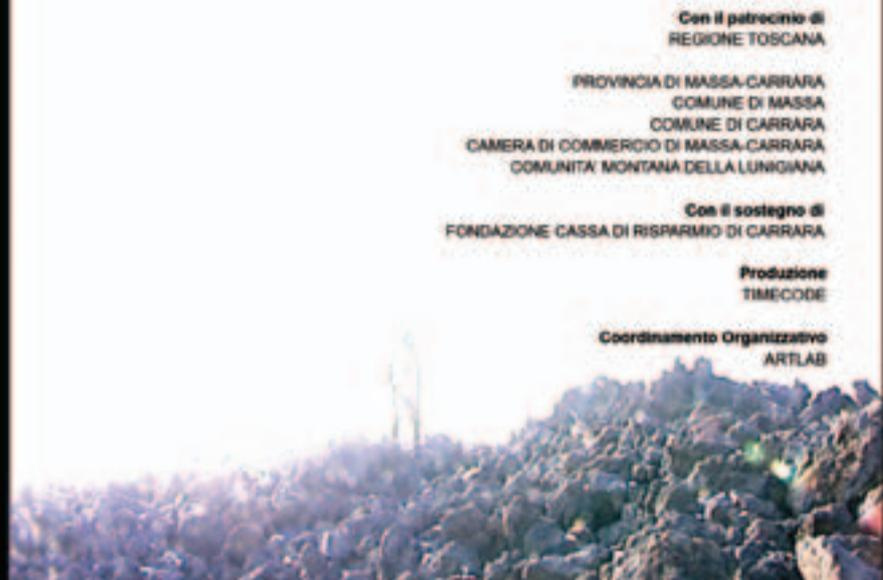 Con il patrocinio di
REGIONE TOSCANA
PROVINCIA DI MASSA-CARRARA
COMUNE DI MASSA
COMUNE DI CARRARA
CAMERA DI COMMERCIO DI MASSA-CARRARA
COMUNITA' MONTANA DELLA LUNIGIANA
Con il sostegno di
FONDAZIONE CASSA DI RISPARMIO DI CARRARA
Produzione
TIMECODE
Coordinamento Organizzativo
ARTLAB